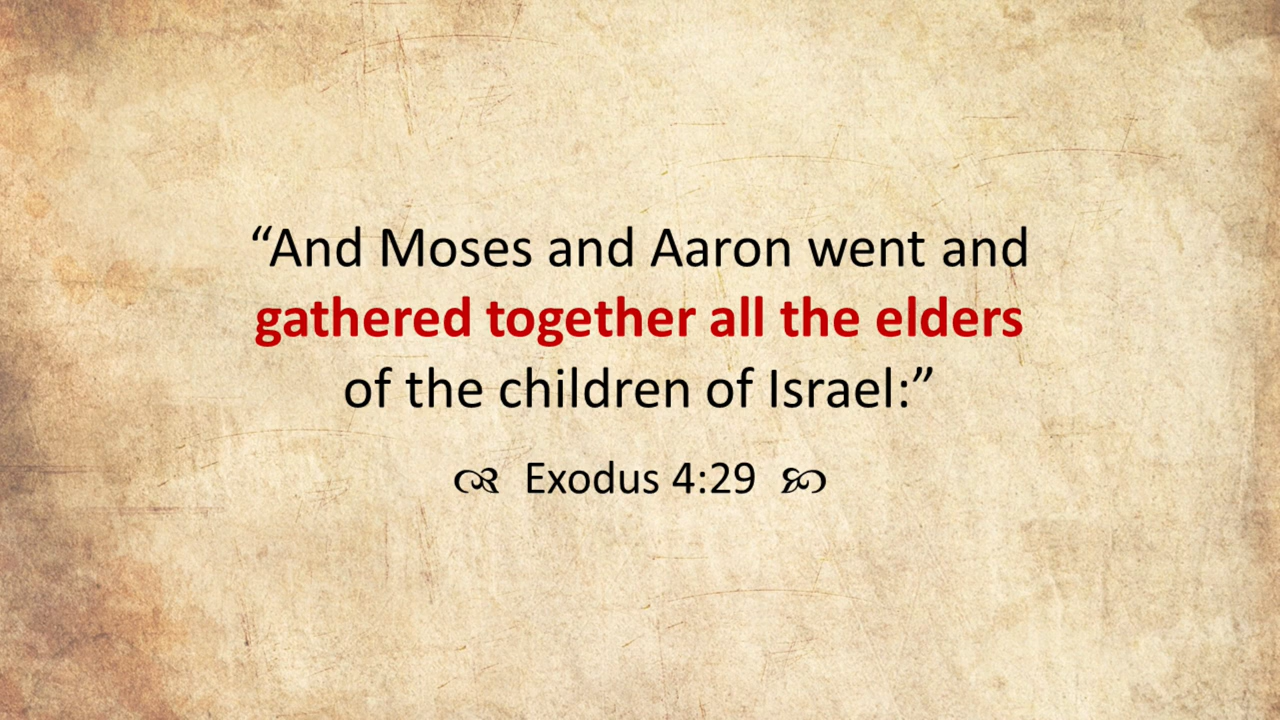 “And Moses and Aaron went and
gathered together all the elders
of the children of Israel:”
Exodus 4:29